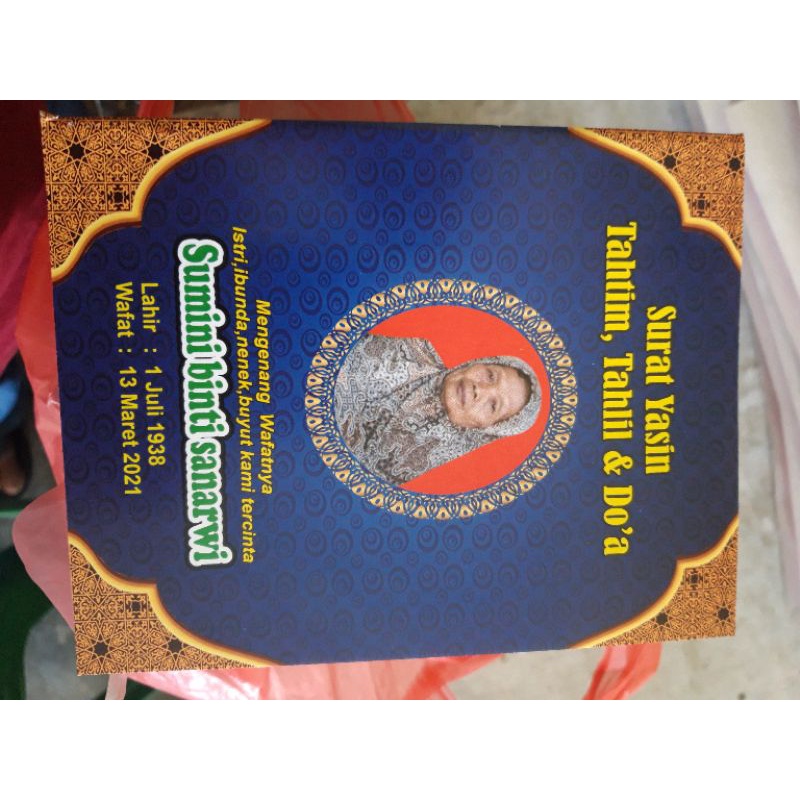 Surat Yasin
Tahtim, Tahlil & Do'a
Mengenang Wafatnya
Istri,ibunda,nenek,buyut kami tercinta
Sumini binti sanarwi
Lahir : 1 Juli 1938
Wafat : 13 Maret 2021